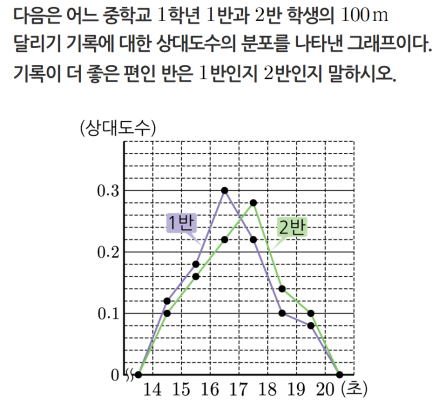 다음은 어느 중학교 1학년 1반과 2반 학생의 100m
달리기 기록에 대한 상대도수의 분포를 나타낸 그래프이다.
기록이 더 좋은 편인 반은 1반인지 2반인지 말하시오.
(상대도수)
0.3
1반 2반
0.2
0.1
0
14 15 16 17 18 19 20 (초)